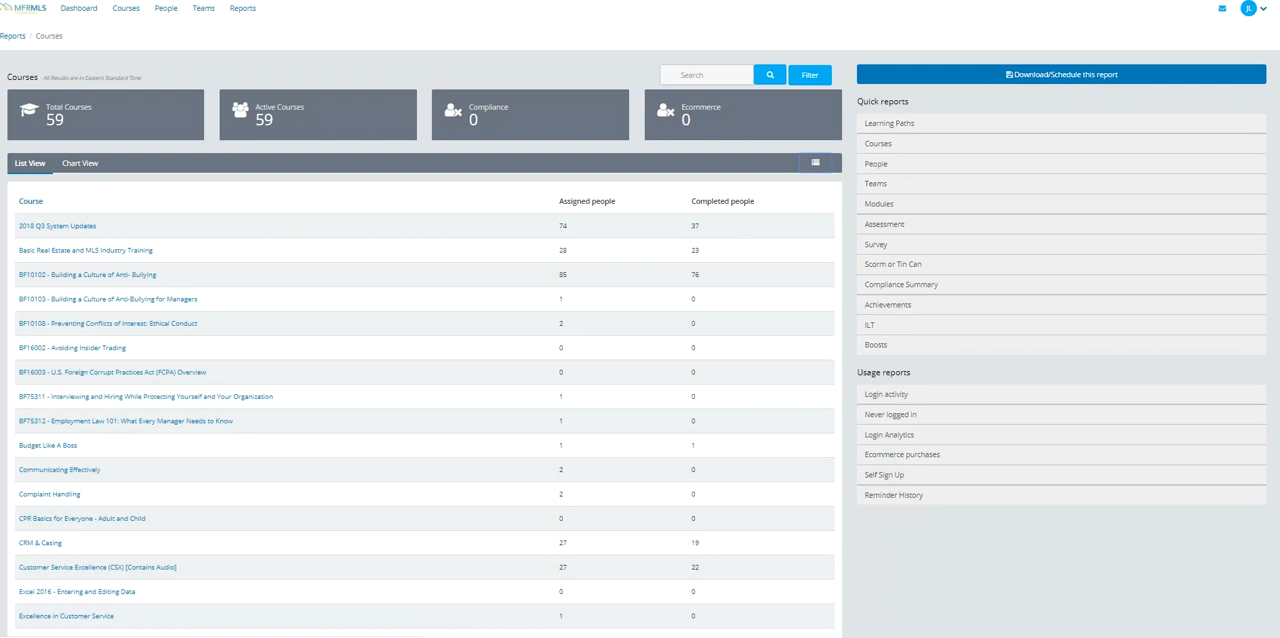 MFRMLS Dashboard Courses People Teams Reports JL
Reports / Courses
Courses All Results are in Eastern Standard Time
Search Filter
Total Courses
59
Active Courses
59
Compliance
0
Ecommerce
0
List View Chart View
Course Assigned people Completed people
2018 Q3 System Updates 74 37
Basic Real Estate and MLS Industry Training 28 23
BF10102 - Building a Culture of Anti- Bullying 85 76
BF10103 - Building a Culture of Anti-Bullying for Managers 1 0
BF10108 - Preventing Conflicts of Interest: Ethical Conduct 2 0
BF16002 - Avoiding Insider Trading 0 0
BF16003 - U.S. Foreign Corrupt Practices Act (FCPA) Overview 0 0
BF75311 - Interviewing and Hiring While Protecting Yourself and Your Organization 1 0
BF75312 - Employment Law 101: What Every Manager Needs to Know 1 0
Budget Like A Boss 1 1
Communicating Effectively 2 0
Complaint Handling 2 0
CPR Basics for Everyone - Adult and Child 0 0
CRM & Casing 27 19
Customer Service Excellence (CSX) [Contains Audio] 27 22
Excel 2016 - Entering and Editing Data 0 0
Excellence in Customer Service 1 0
Download/Schedule this report
Quick reports
Learning Paths
Courses
People
Teams
Modules
Assessment
Survey
Scorm or Tin Can
Compliance Summary
Achievements
ILT
Boosts
Usage reports
Login activity
Never logged in
Login Analytics
Ecommerce purchases
Self Sign Up
Reminder History